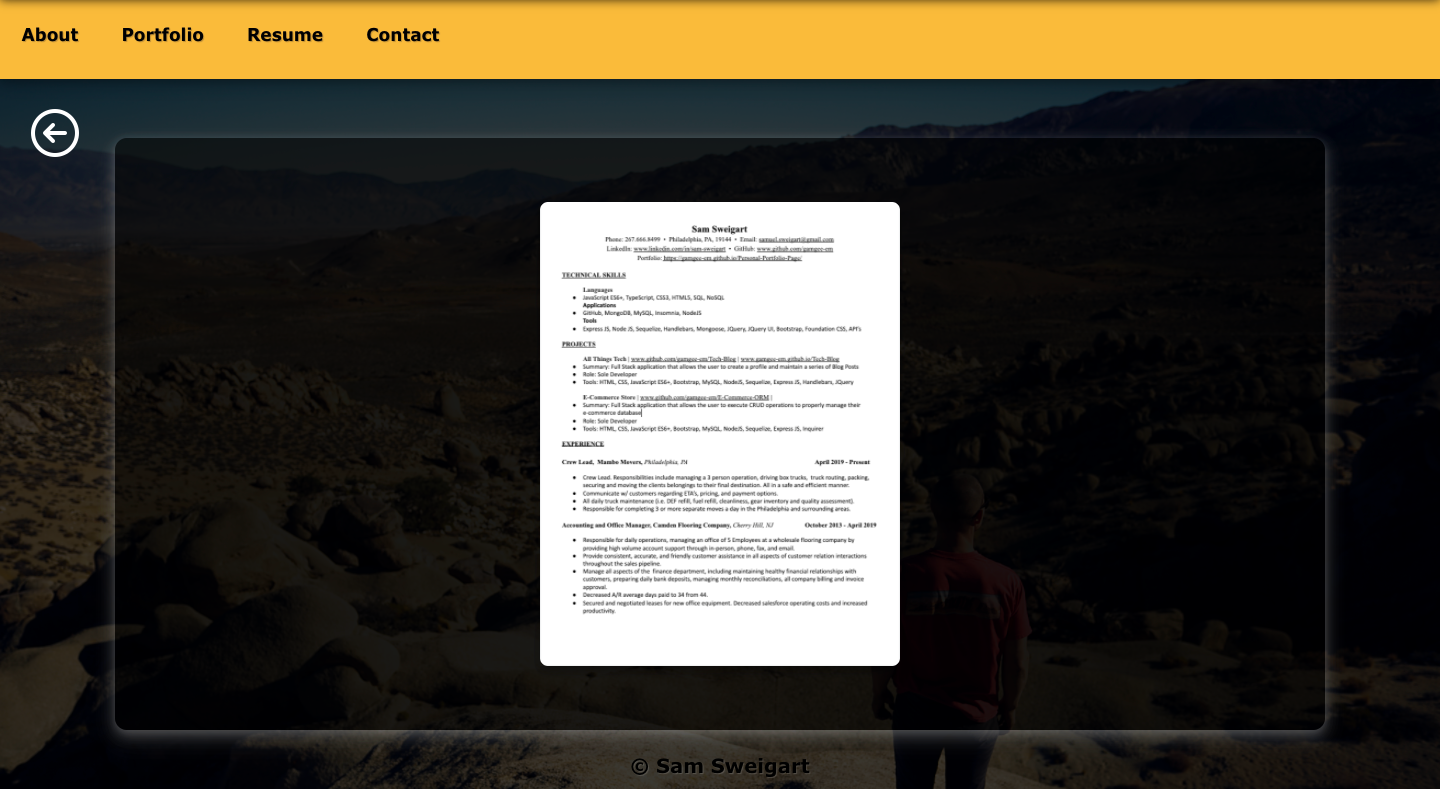 About Portfolio Resume Contact
Sam Sweigart
Phone: 267.666.8499 • Philadelphia, PA, 19144 • Email: samuel.sweigart@gmail.com
LinkedIn: www.linkedin.com/in/sam-sweigart • GitHub: www.github.com/gamgee-em
Portfolio: https://gamgee-em.github.io/Personal-Portfolio-Page/
TECHNICAL SKILLS
Languages
● JavaScript ES6+, TypeScript, CSS3, HTML5, SQL, NoSQL
Applications
● GitHub, MongoDB, MySQL, Insomnia, NodeJS
Tools
● Express JS, Node JS, Sequelize, Handlebars, Mongoose, JQuery, JQuery UI, Bootstrap, Foundation CSS, API's
PROJECTS
All Things Tech | www.github.com/gamgee-em/Tech-Blog | www.gamgee-em.github.io/Tech-Blog
● Summary: Full Stack application that allows the user to create a profile and maintain a series of Blog Posts
● Role: Sole Developer
● Tools: HTML, CSS, JavaScript ES6+, Bootstrap, MySQL, NodeJS, Sequelize, Express JS, Handlebars, JQuery
E-Commerce Store | www.github.com/gamgee-em/E-Commerce-ORM |
● Summary: Full Stack application that allows the user to execute CRUD operations to properly manage their
e-commerce database
● Role: Sole Developer
● Tools: HTML, CSS, JavaScript ES6+, Bootstrap, MySQL, NodeJS, Sequelize, Express JS, Inquirer
EXPERIENCE
Crew Lead, Mambo Movers, Philadelphia, PA April 2019 - Present
● Crew Lead. Responsibilities include managing a 3 person operation, driving box trucks, truck routing, packing,
securing and moving the clients belongings to their final destination. All in a safe and efficient manner.
● Communicate w/ customers regarding ETA's, pricing, and payment options.
● All daily truck maintenance (i.e. DEF refill, fuel refill, cleanliness, gear inventory and quality assessment).
● Responsible for completing 3 or more separate moves a day in the Philadelphia and surrounding areas.
Accounting and Office Manager, Camden Flooring Company, Cherry Hill, NJ October 2013 - April 2019
● Responsible for daily operations, managing an office of 5 Employees at a wholesale flooring company by
providing high volume account support through in person, phone, fax, and email.
● Provide consistent, accurate, and friendly customer assistance in all aspects of customer relation interactions
throughout the sales pipeline.
● Manage all aspects of the finance department, including maintaining healthy financial relationships with
customers, preparing daily bank deposits, managing monthly reconciliations, all company billing and invoice
approval.
● Decreased A/R average days paid to 34 from 44.
● Secured and negotiated leases for new office equipment. Decreased salesforce operating costs and increased
productivity.
© Sam Sweigart